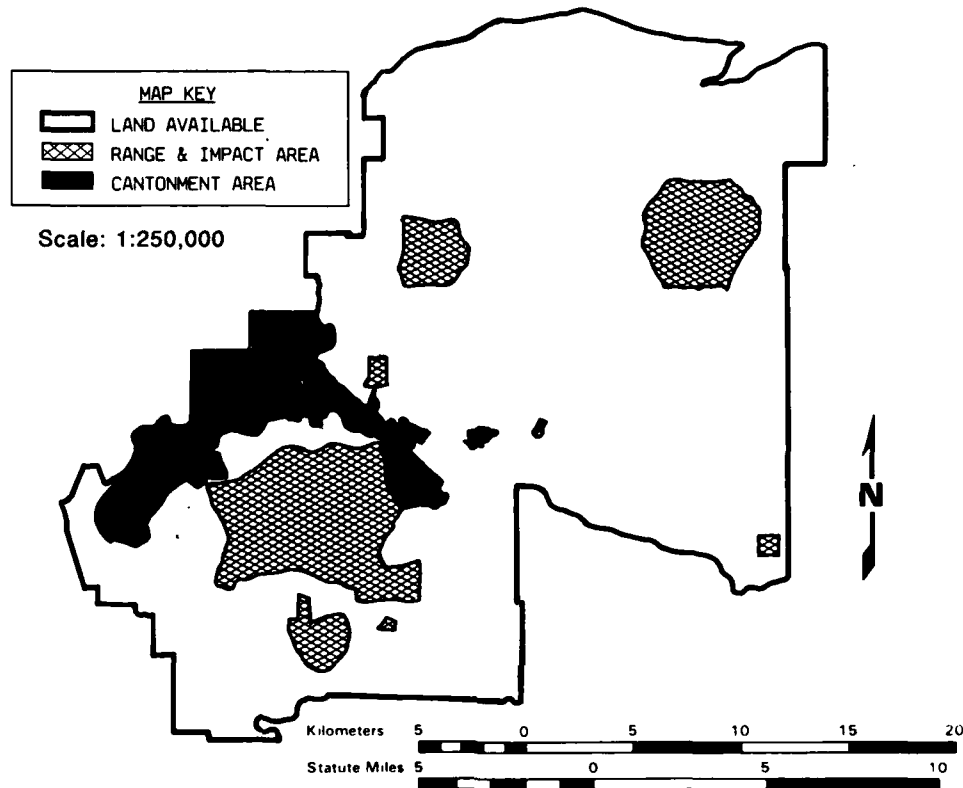 MAP KEY
LAND AVAILABLE
RANGE & IMPACT AREA
CANTONMENT AREA
Scale: 1:250,000
N
Kilometers 5 0 5 10 15 20
Statute Miles 5 0 5 10